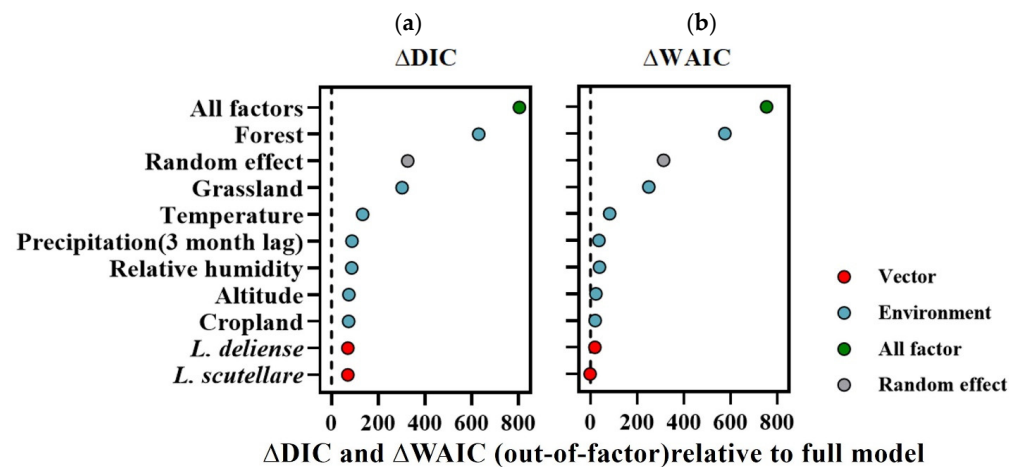 (a) (b)
ΔDIC ΔWAIC
All factors
Forest
Random effect
Grassland
Temperature
Precipitation(3 month lag)
Relative humidity
Altitude
Cropland
L. deliense
L. scutellare
0 200 400 600 800 0 200 400 600 800
ΔDIC and ΔWAIC (out-of-factor)relative to full model
Vector
Environment
All factor
Random effect